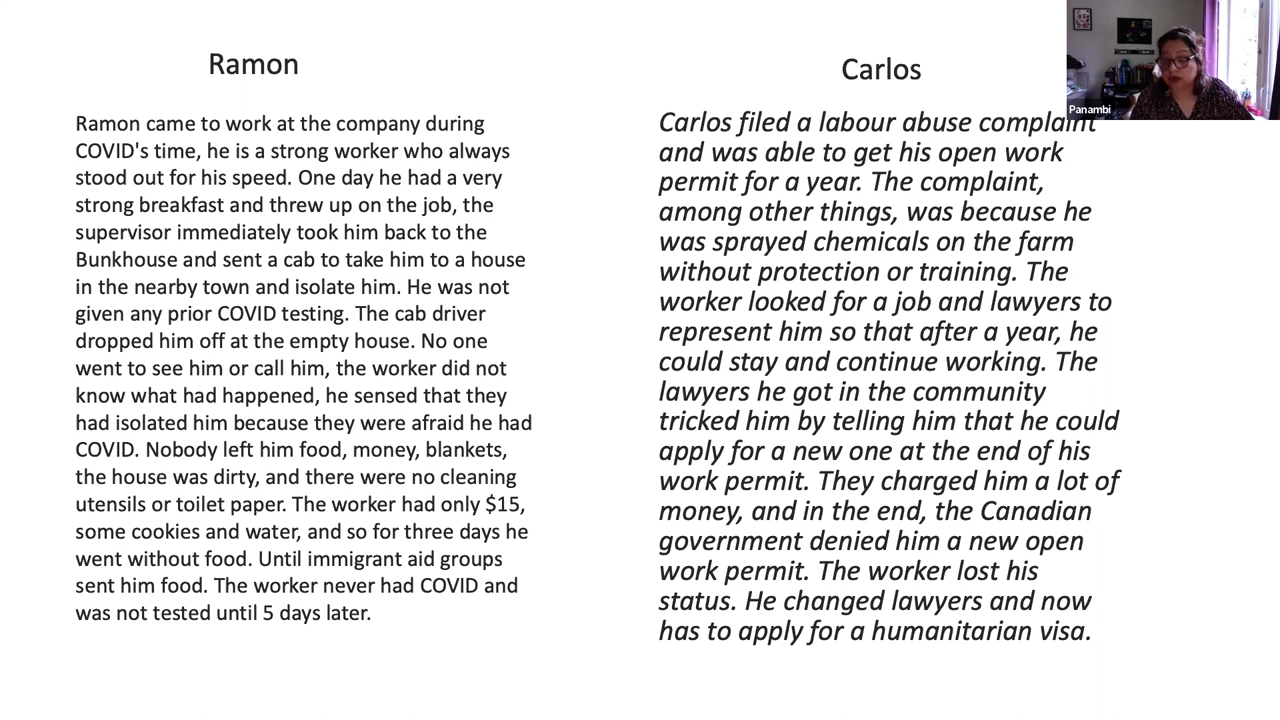 Ramon
Ramon came to work at the company during
COVID's time, he is a strong worker who always
stood out for his speed. One day he had a very
strong breakfast and threw up on the job, the
supervisor immediately took him back to the
Bunkhouse and sent a cab to take him to a house
in the nearby town and isolate him. He was not
given any prior COVID testing. The cab driver
dropped him off at the empty house. No one
went to see him or call him, the worker did not
know what had happened, he sensed that they
had isolated him because they were afraid he had
COVID. Nobody left him food, money, blankets,
the house was dirty, and there were no cleaning
utensils or toilet paper. The worker had only $15,
some cookies and water, and so for three days he
went without food. Until immigrant aid groups
sent him food. The worker never had COVID and
was not tested until 5 days later.
Carlos
Carlos filed a labour abuse complaint
and was able to get his open work
permit for a year. The complaint,
among other things, was because he
was sprayed chemicals on the farm
without protection or training. The
worker looked for a job and lawyers to
represent him so that after a year, he
could stay and continue working. The
lawyers he got in the community
tricked him by telling him that he could
apply for a new one at the end of his
work permit. They charged him a lot of
money, and in the end, the Canadian
government denied him a new open
work permit. The worker lost his
status. He changed lawyers and now
has to apply for a humanitarian visa.
Panambi